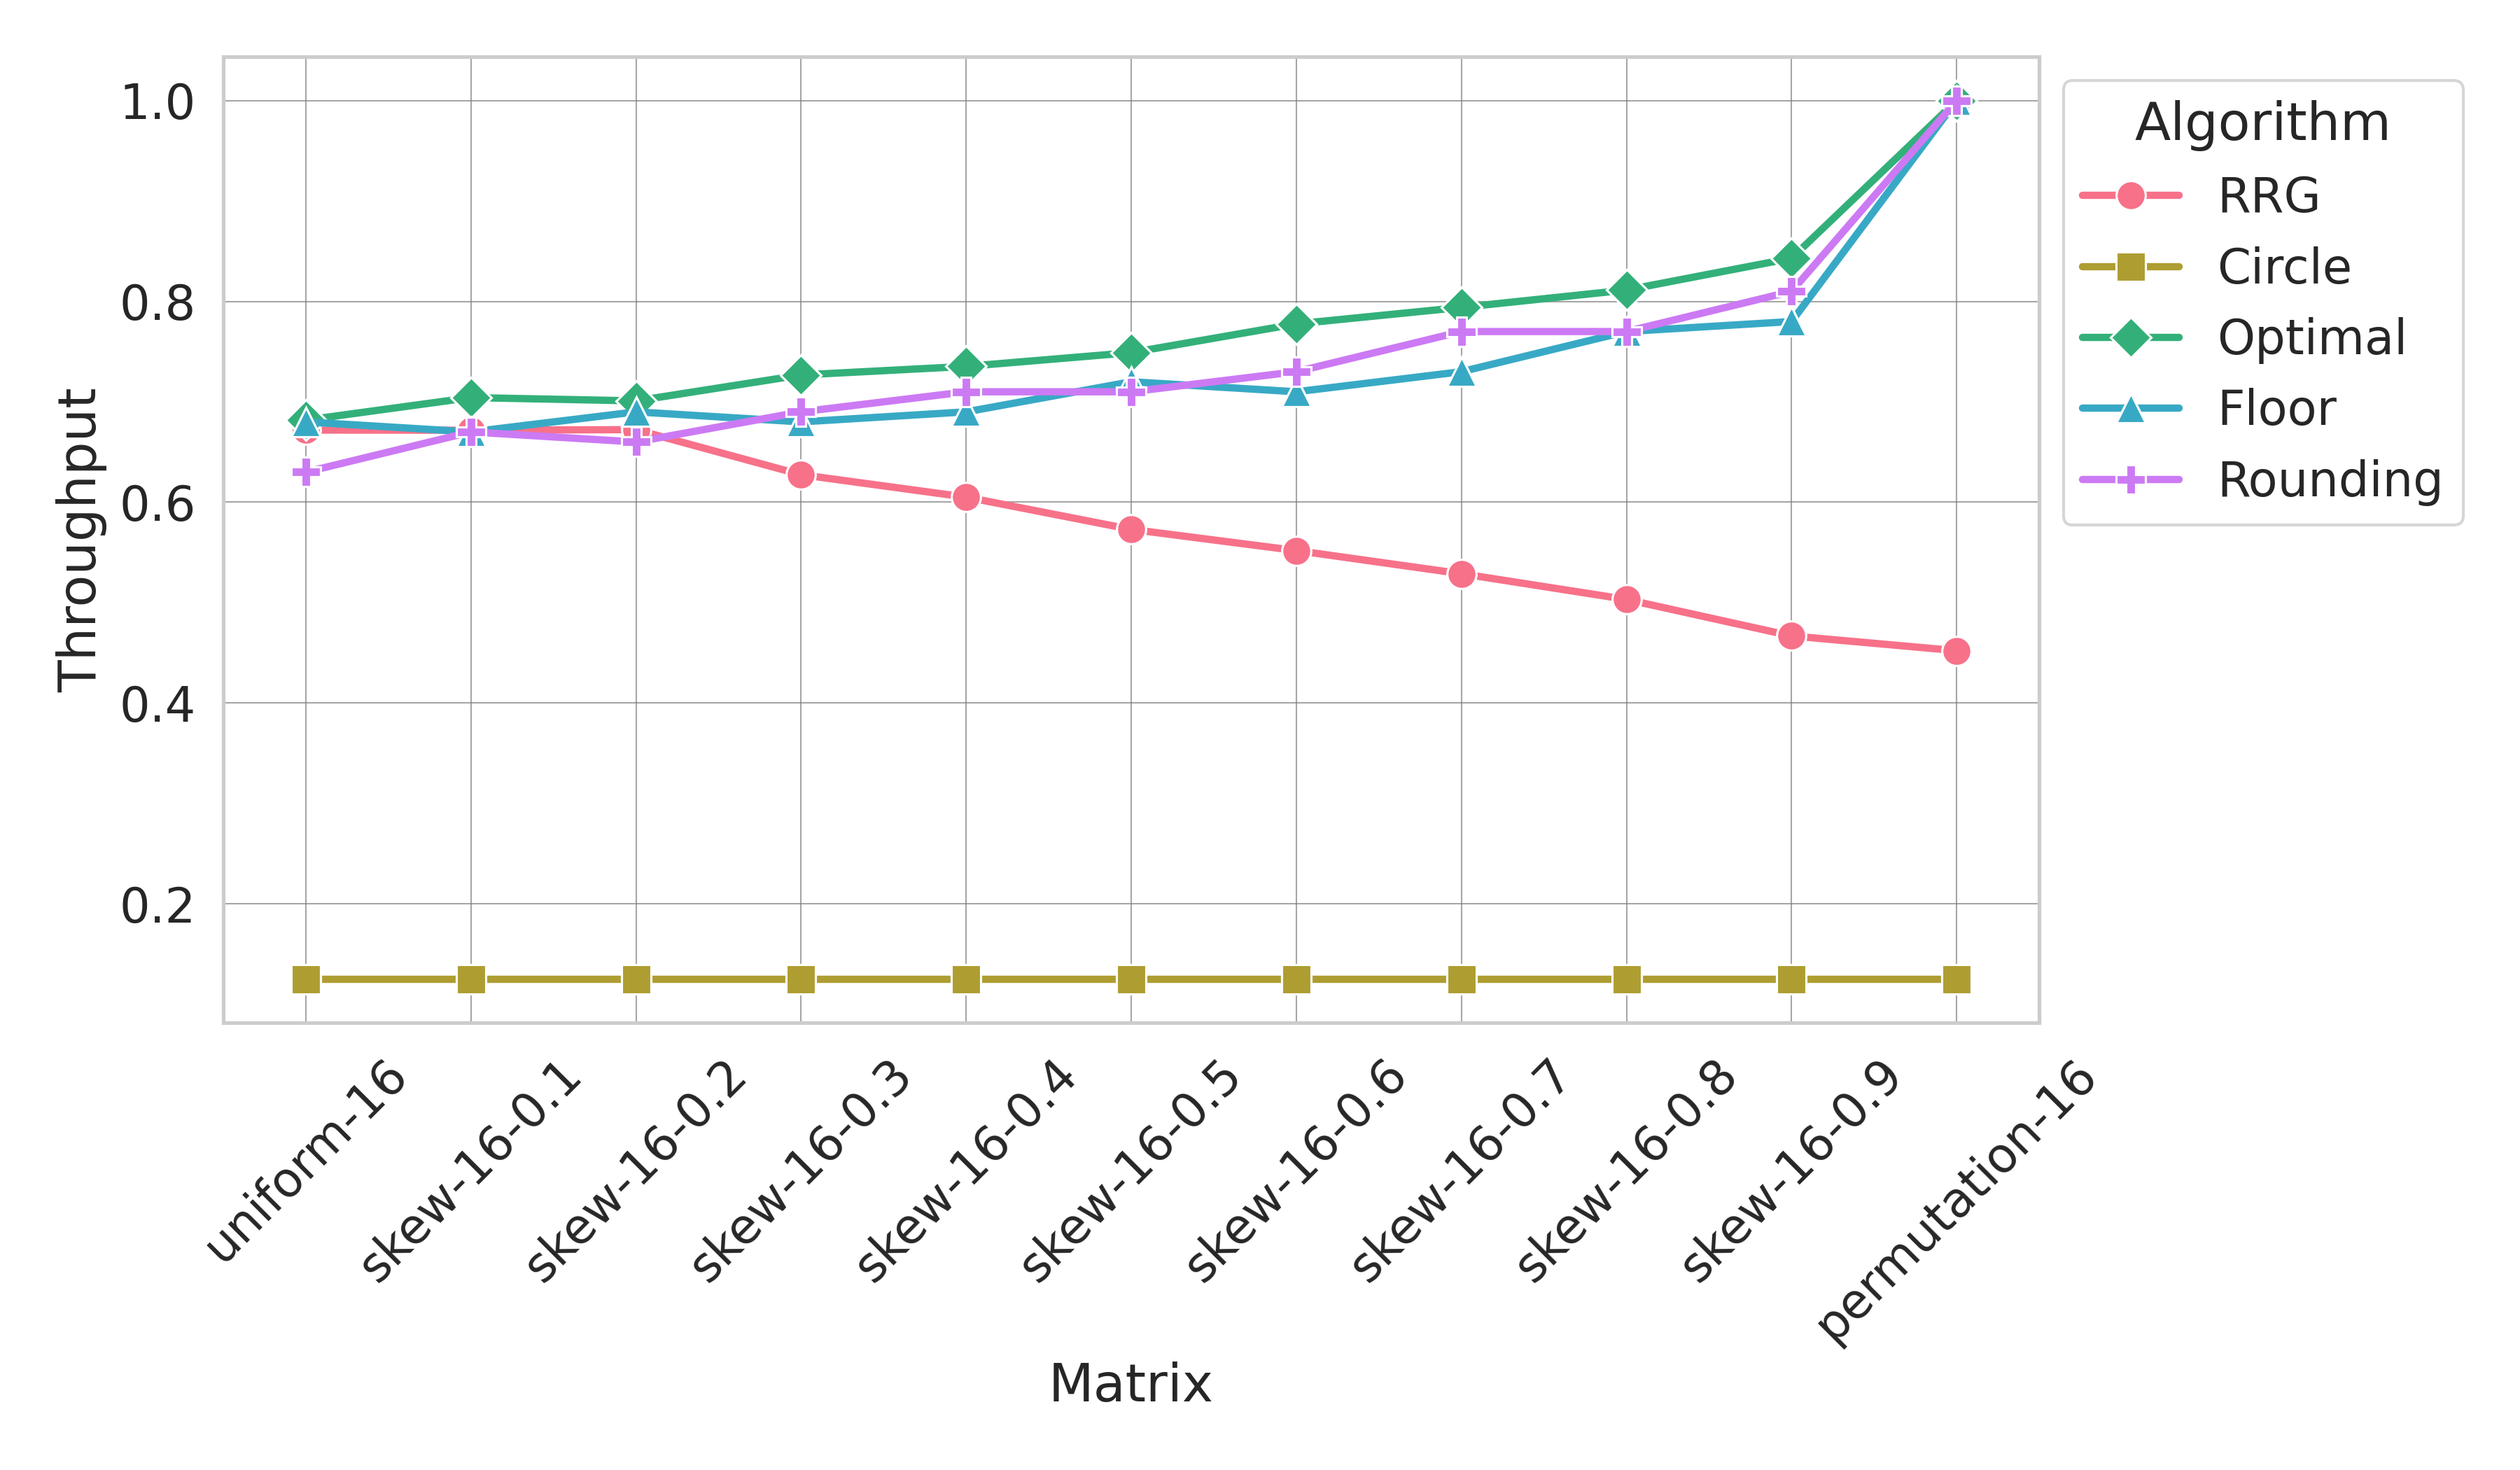 Throughput
1.0
0.8
0.6
0.4
0.2
uniform-16
skew-16-0.1
skew-16-0.2
skew-16-0.3
skew-16-0.4
skew-16-0.5
skew-16-0.6
skew-16-0.7
skew-16-0.8
skew-16-0.9
permutation-16
Matrix
Algorithm
RRG
Circle
Optimal
Floor
Rounding